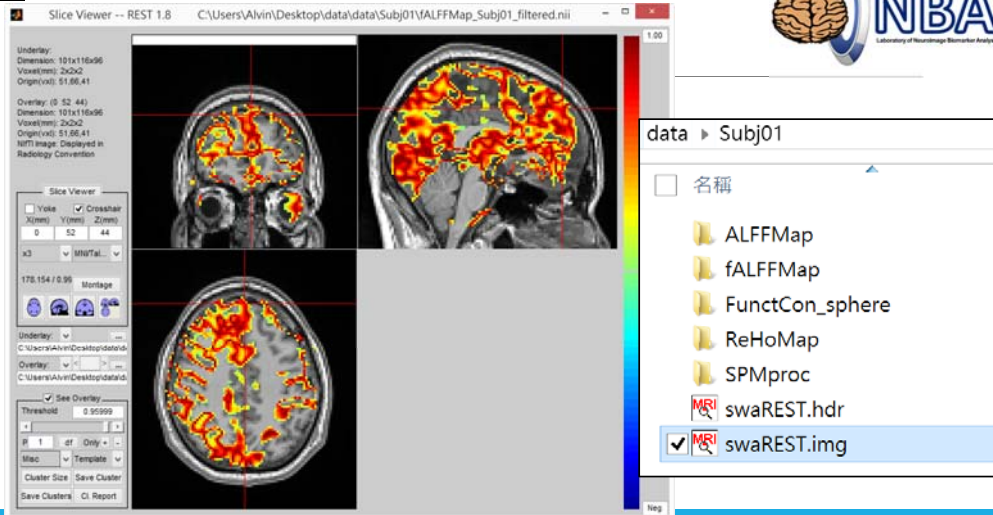 Slice Viewer -- REST 1.8 C:\Users\Alvin\Desktop\data\data\Subj01\fALFFMap_Subj01_filtered.nii
Underlay:
Dimension: 101x116x96
Voxel(mm): 2x2x2
Origin(vxl): 51,66,41
Overlay: (0 52 44)
Dimension: 101x116x96
Voxel(mm): 2x2x2
Origin(vxl): 51,66,41
NIfTI Image: Displayed in
Radiology Convention
Slice Viewer
Yoke Crosshair
X(mm) Y(mm) Z(mm)
0 52 44
x3 MNI/Tal...
178.154 / 0.96 Montage
Underlay: ...
C:\Users\Alvin\Desktop\data\d
Overlay: < > ...
C:\Users\Alvin\Desktop\data\d
See Overlay
Threshold 0.95999
P 1 df Only + -
Misc Template
Cluster Size Save Cluster
Save Clusters Cl. Report
1.00
Neg
NBA
Laboratory of Neuroimage Biomarker Analys
data Subj01
名稱
ALFFMap
fALFFMap
FunctCon_sphere
ReHoMap
SPMproc
MRI swaREST.hdr
MRI swaREST.img